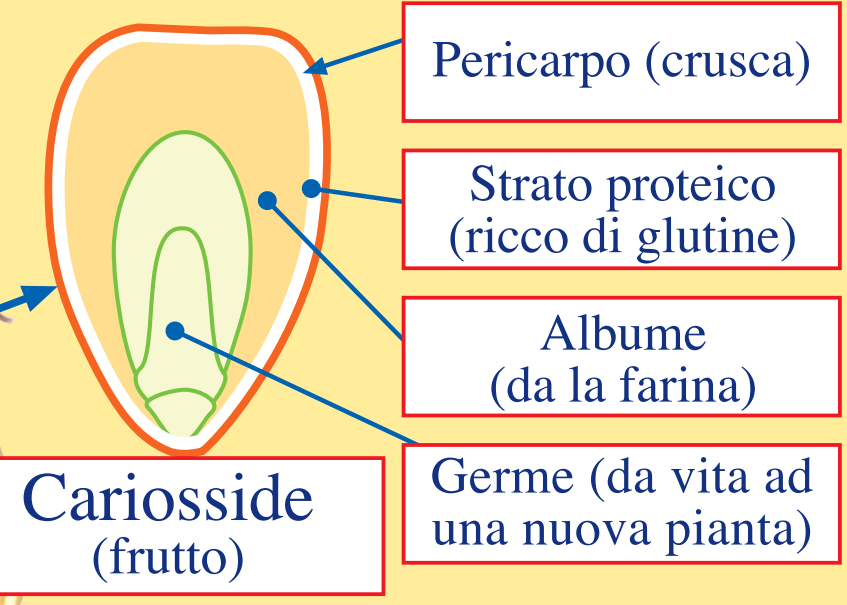 Pericarpo (crusca)
Strato proteico
(ricco di glutine)
Albume
(da la farina)
Germe (da vita ad
una nuova pianta)
Cariosside
(frutto)